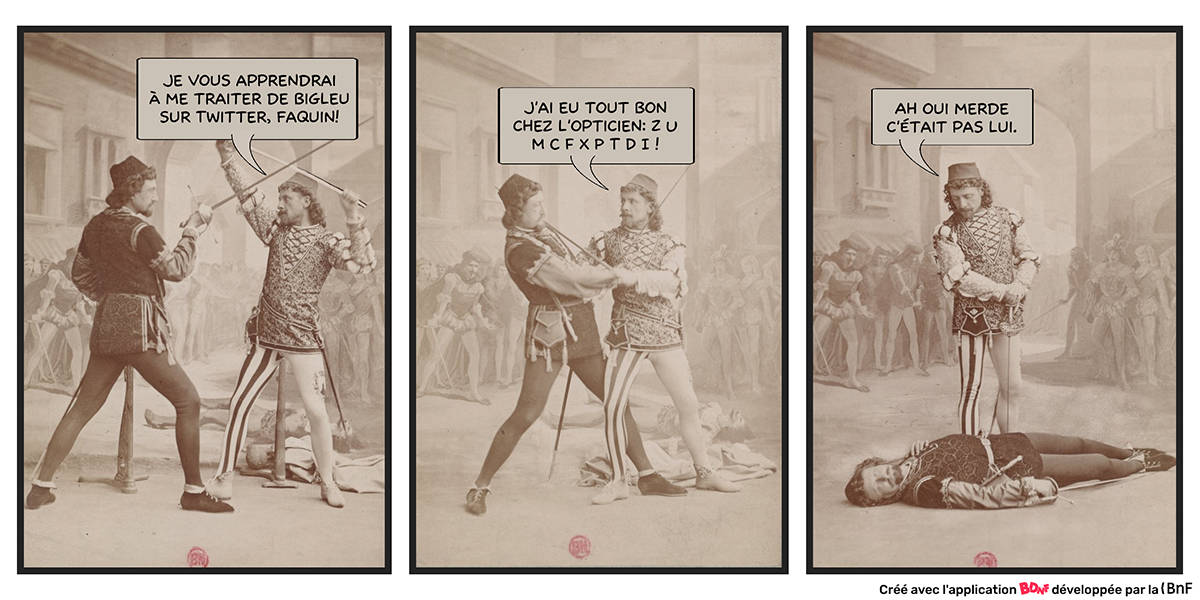 JE VOUS APPRENDRAI
À ME TRAITER DE BIGLEU
SUR TWITTER, FAQUIN!
J'AI EU TOUT BON
CHEZ L'OPTICIEN: Z U
M C F X P T D I !
AH OUI MERDE
C'ÉTAIT PAS LUI.
Créé avec l'application BDnF développée par la {BnF